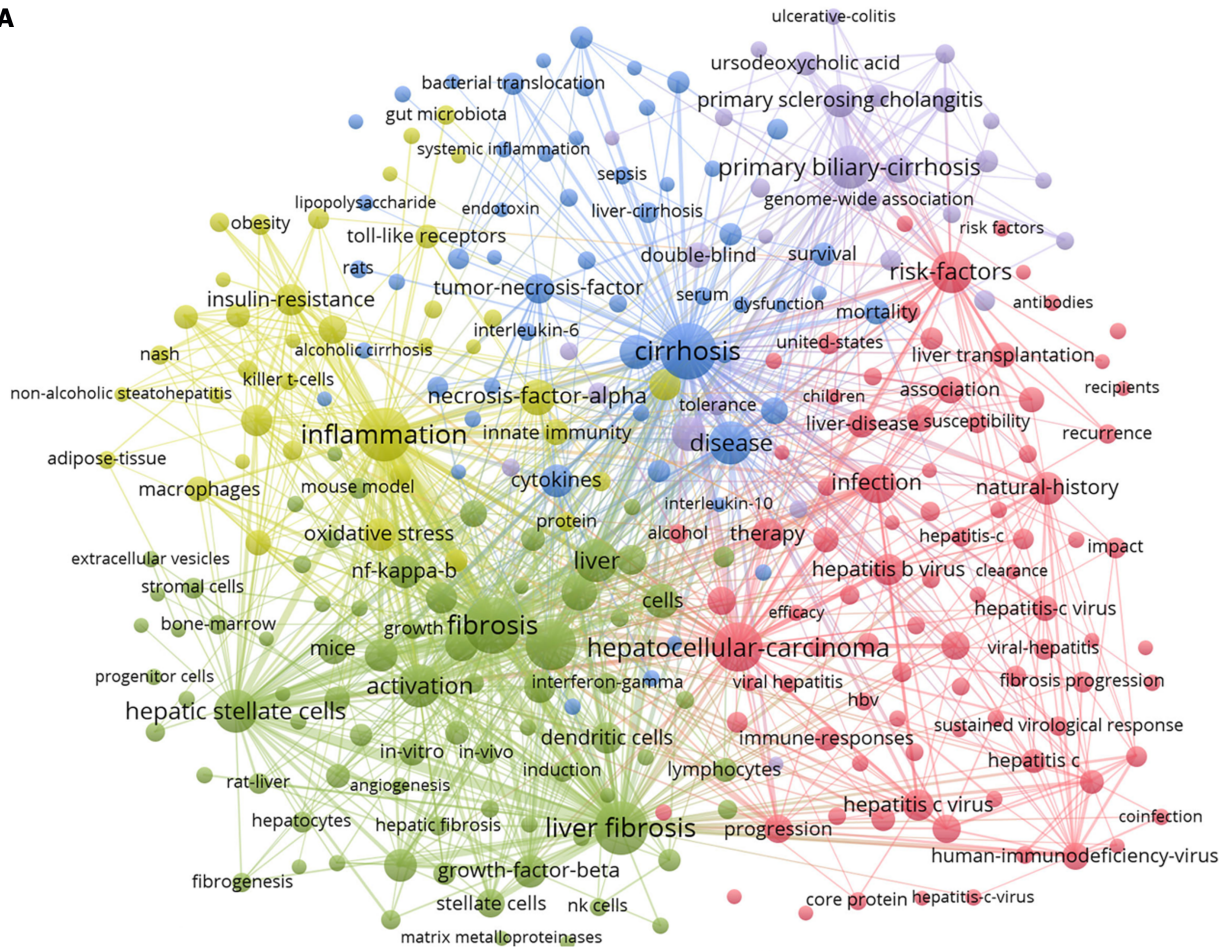 A
ulcerative-colitis
ursodeoxycholic acid
bacterial translocation
primary sclerosing cholangitis
gut microbiota
systemic inflammation
primary biliary-cirrhosis
sepsis
genome-wide association
lipopolysaccharide
endotoxin
liver-cirrhosis
obesity
risk factors
toll-like receptors
double-blind
survival
rats
risk-factors
tumor-necrosis-factor
serum
dysfunction
antibodies
insulin-resistance
mortality
interleukin-6
united-states
nash
alcoholic cirrhosis
cirrhosis
liver transplantation
killer t-cells
recipients
non-alcoholic steatohepatitis
necrosis-factor-alpha
children
association
tolerance
liver-disease
susceptibility
inflammation
innate immunity
disease
recurrence
adipose-tissue
cytokines
infection
macrophages
mouse model
natural-history
interleukin-10
protein
oxidative stress
alcohol
therapy
hepatitis-c
impact
extracellular vesicles
liver
nf-kappa-b
hepatitis b virus
clearance
stromal cells
cells
efficacy
hepatitis-c virus
bone-marrow
growth
fibrosis
mice
hepatocellular-carcinoma
viral-hepatitis
progenitor cells
activation
interferon-gamma
viral hepatitis
fibrosis progression
hbv
hepatic stellate cells
sustained virological response
dendritic cells
immune-responses
in-vitro
in-vivo
hepatitis c
induction
lymphocytes
rat-liver
angiogenesis
hepatitis c virus
hepatocytes
hepatic fibrosis
liver fibrosis
progression
coinfection
human-immunodeficiency-virus
growth-factor-beta
fibrogenesis
stellate cells
nk cells
core protein
hepatitis-c-virus
matrix metalloproteinases